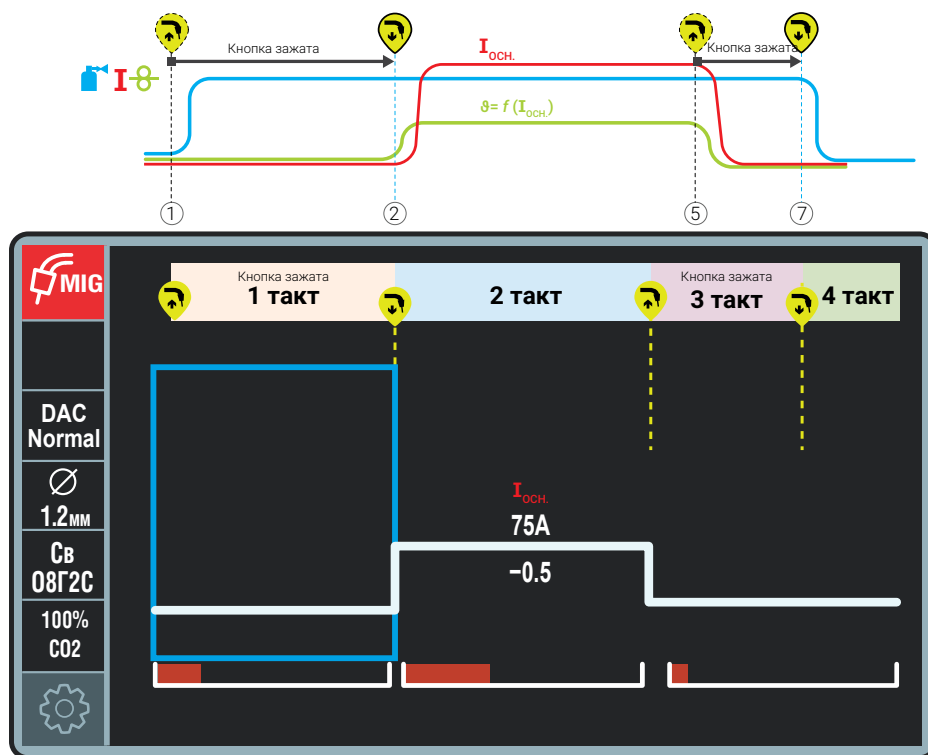 Кнопка зажата
Iосн.
Кнопка зажата
I
ϑ= f (Iосн.)
1
2
5
7
MIG
Кнопка зажата
1 такт
2 такт
Кнопка зажата
3 такт
4 такт
DAC
Normal
1.2мм
Св
08Г2С
100%
CO2
Iосн.
75A
−0.5